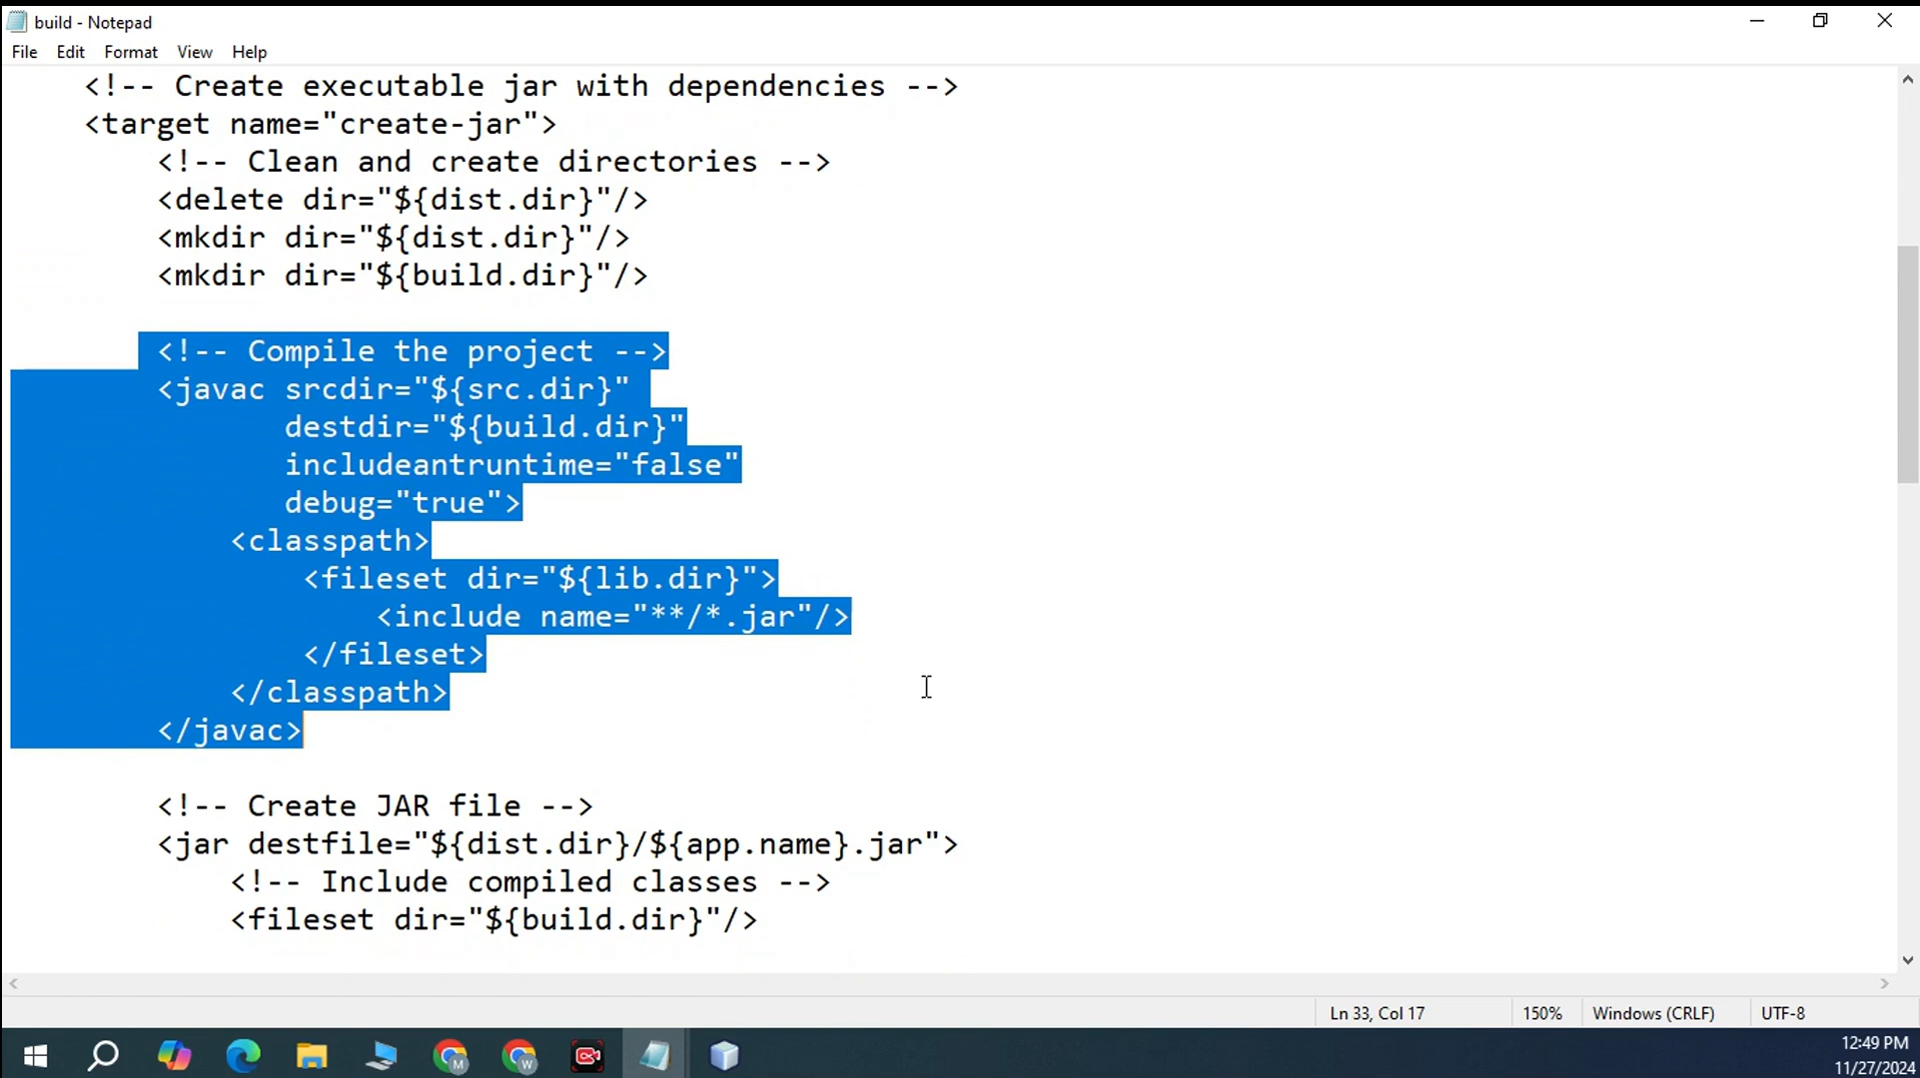 build - Notepad
File Edit Format View Help
<!-- Create executable jar with dependencies -->
<target name="create-jar">
<!-- Clean and create directories -->
<delete dir="${dist.dir}"/>
<mkdir dir="${dist.dir}"/>
<mkdir dir="${build.dir}"/>
<!-- Compile the project -->
<javac srcdir="${src.dir}"
destdir="${build.dir}"
includeantruntime="false"
debug="true">
<classpath>
<fileset dir="${lib.dir}">
<include name="**/*.jar"/>
</fileset>
</classpath>
</javac>
<!-- Create JAR file -->
<jar destfile="${dist.dir}/${app.name}.jar">
<!-- Include compiled classes -->
<fileset dir="${build.dir}"/>
Ln 33, Col 17 150% Windows (CRLF) UTF-8
M W
12:49 PM
11/27/2024